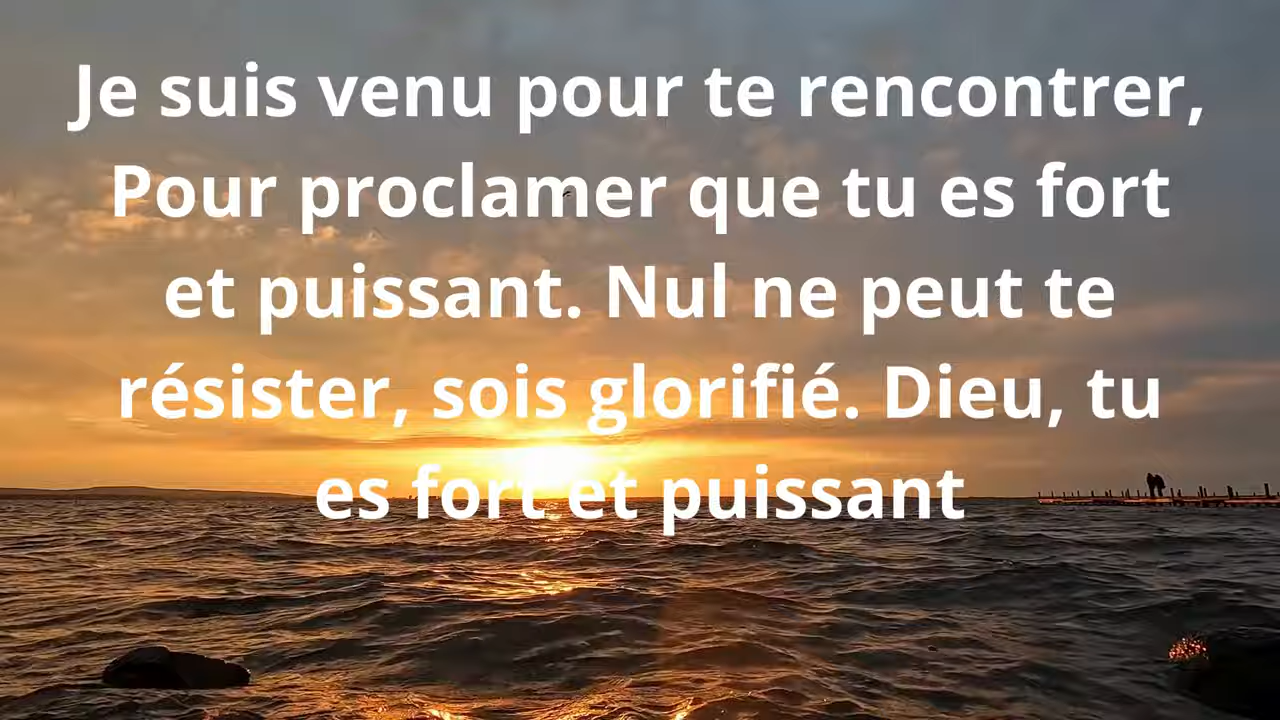 Je suis venu pour te rencontrer,
Pour proclamer que tu es fort
et puissant. Nul ne peut te
résister, sois glorifié. Dieu, tu
es fort et puissant